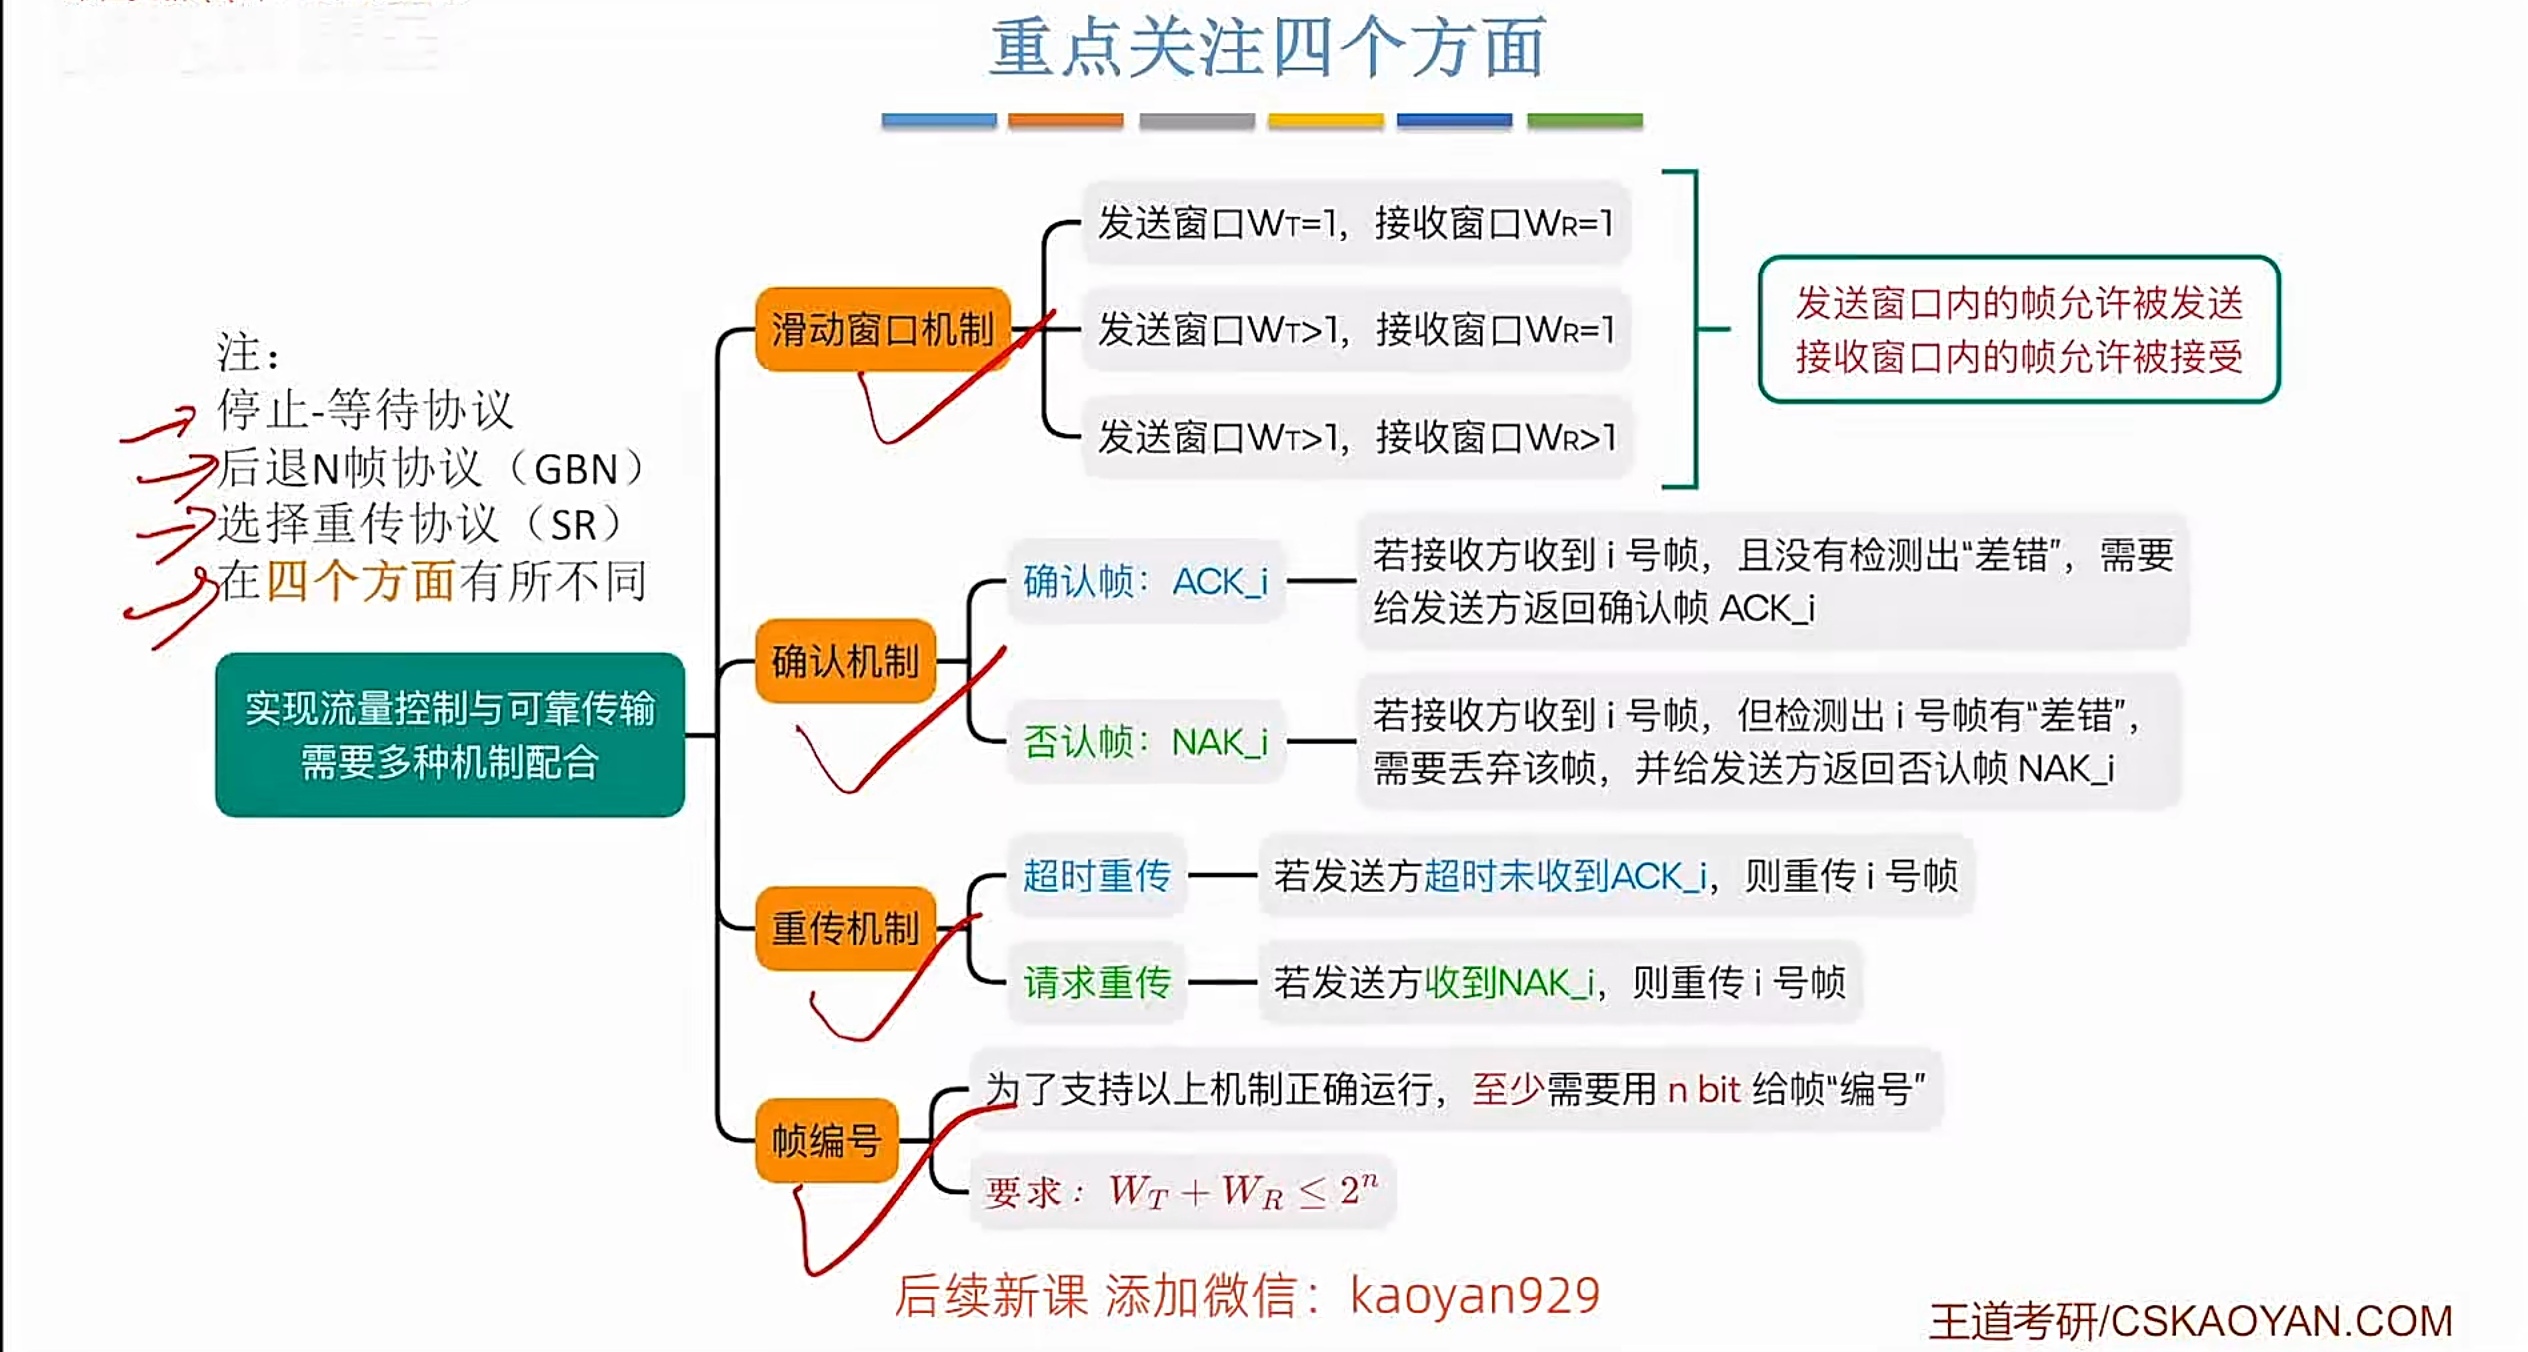 重点关注四个方面
注：
停止-等待协议
后退N帧协议（GBN）
选择重传协议（SR）
在四个方面有所不同
实现流量控制与可靠传输
需要多种机制配合
滑动窗口机制
发送窗口WT=1，接收窗口WR=1
发送窗口WT>1，接收窗口WR=1
发送窗口WT>1，接收窗口WR>1
发送窗口内的帧允许被发送
接收窗口内的帧允许被接受
确认机制
确认帧：ACK_i
若接收方收到 i 号帧，且没有检测出“差错”，需要
给发送方返回确认帧 ACK_i
否认帧：NAK_i
若接收方收到 i 号帧，但检测出 i 号帧有“差错”，
需要丢弃该帧，并给发送方返回否认帧 NAK_i
重传机制
超时重传
若发送方超时未收到ACK_i，则重传 i 号帧
请求重传
若发送方收到NAK_i，则重传 i 号帧
帧编号
为了支持以上机制正确运行，至少需要用 n bit 给帧“编号”
要求：W_T + W_R ≤ 2^n
后续新课 添加微信：kaoyan929
王道考研/CSKAOYAN.COM